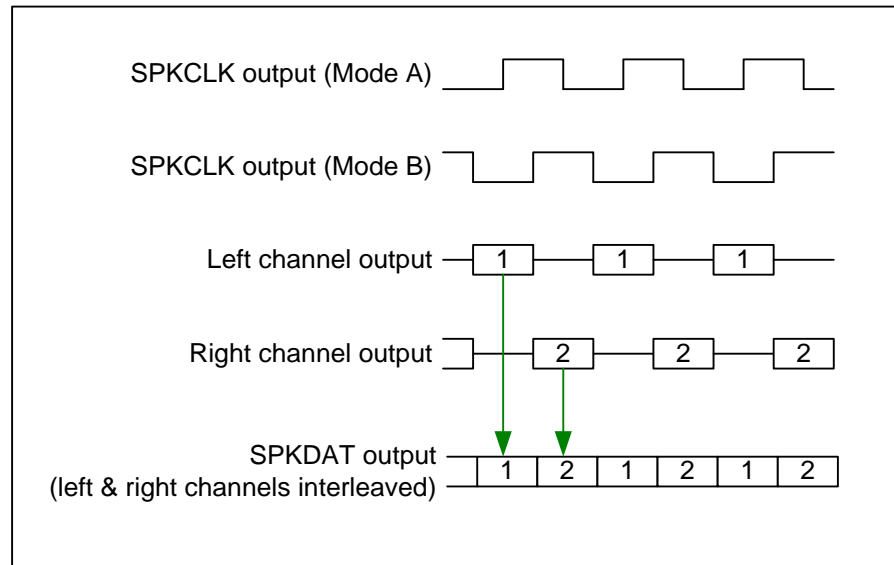 SPKCLK output (Mode A)
SPKCLK output (Mode B)
Left channel output
1 1 1
Right channel output
2 2 2
SPKDAT output
(left & right channels interleaved)
1 2 1 2 1 2